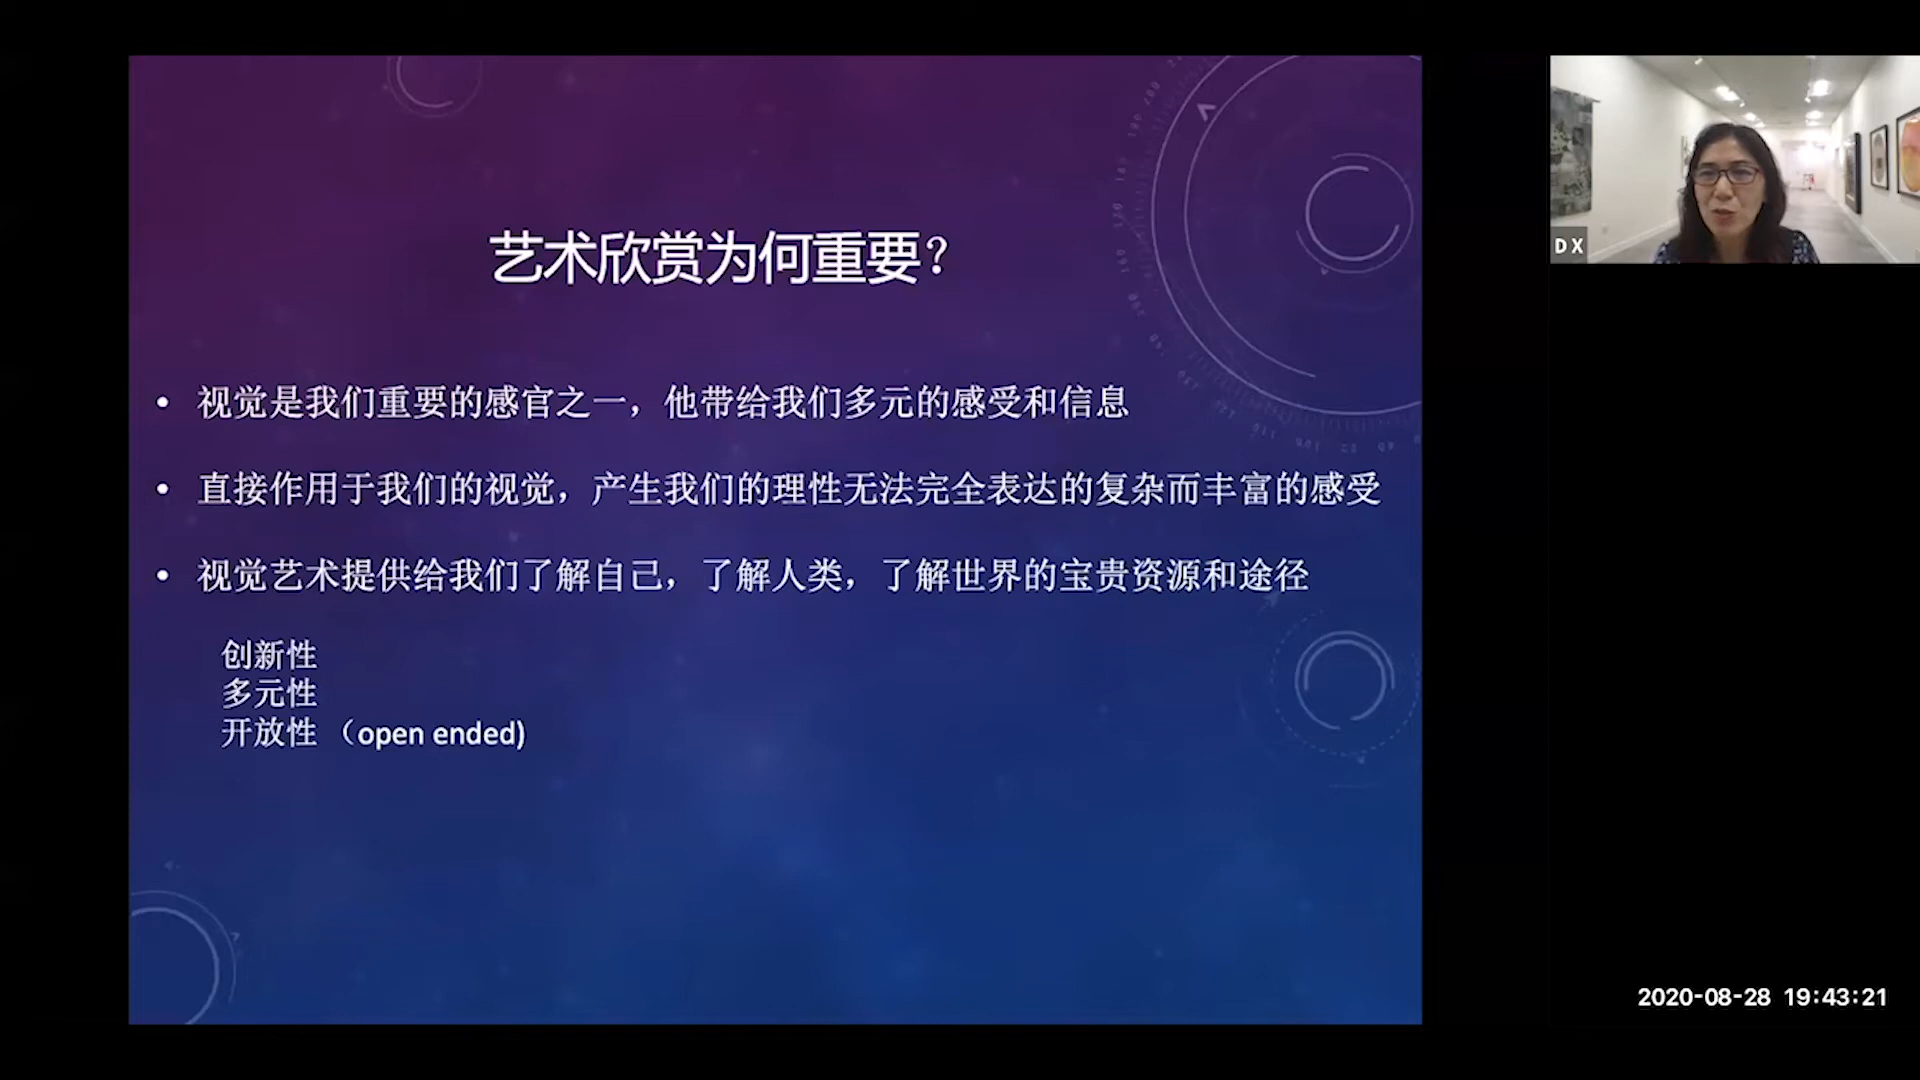 艺术欣赏为何重要？
• 视觉是我们重要的感官之一，他带给我们多元的感受和信息
• 直接作用于我们的视觉，产生我们的理性无法完全表达的复杂而丰富的感受
• 视觉艺术提供给我们了解自己，了解人类，了解世界的宝贵资源和途径
创新性
多元性
开放性 （open ended)
D X
2020-08-28 19:43:21